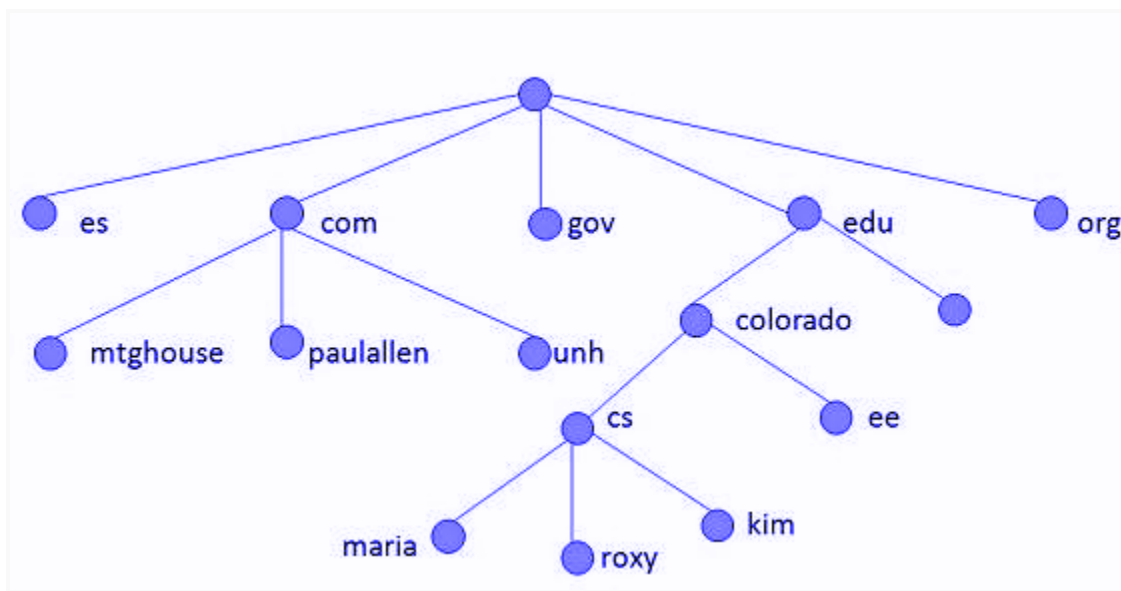 es
com
gov
edu
org
mtghouse
paulallen
unh
colorado
cs
ee
maria
roxy
kim